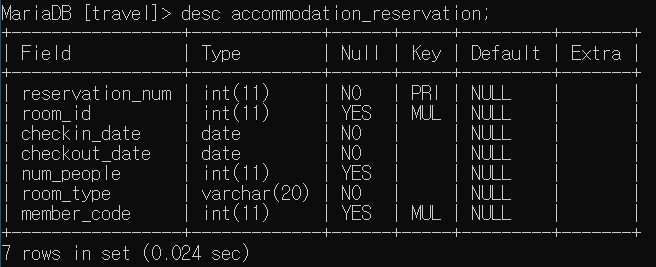 MariaDB [travel]> desc accommodation_reservation;
+-----------------+-------------+------+-----+---------+-------+
| Field           | Type        | Null | Key | Default | Extra |
+-----------------+-------------+------+-----+---------+-------+
| reservation_num | int(11)     | NO   | PRI | NULL    |       |
| room_id         | int(11)     | YES  | MUL | NULL    |       |
| checkin_date    | date        | NO   |     | NULL    |       |
| checkout_date   | date        | NO   |     | NULL    |       |
| num_people      | int(11)     | YES  |     | NULL    |       |
| room_type       | varchar(20) | NO   |     | NULL    |       |
| member_code     | int(11)     | YES  | MUL | NULL    |       |
+-----------------+-------------+------+-----+---------+-------+
7 rows in set (0.024 sec)